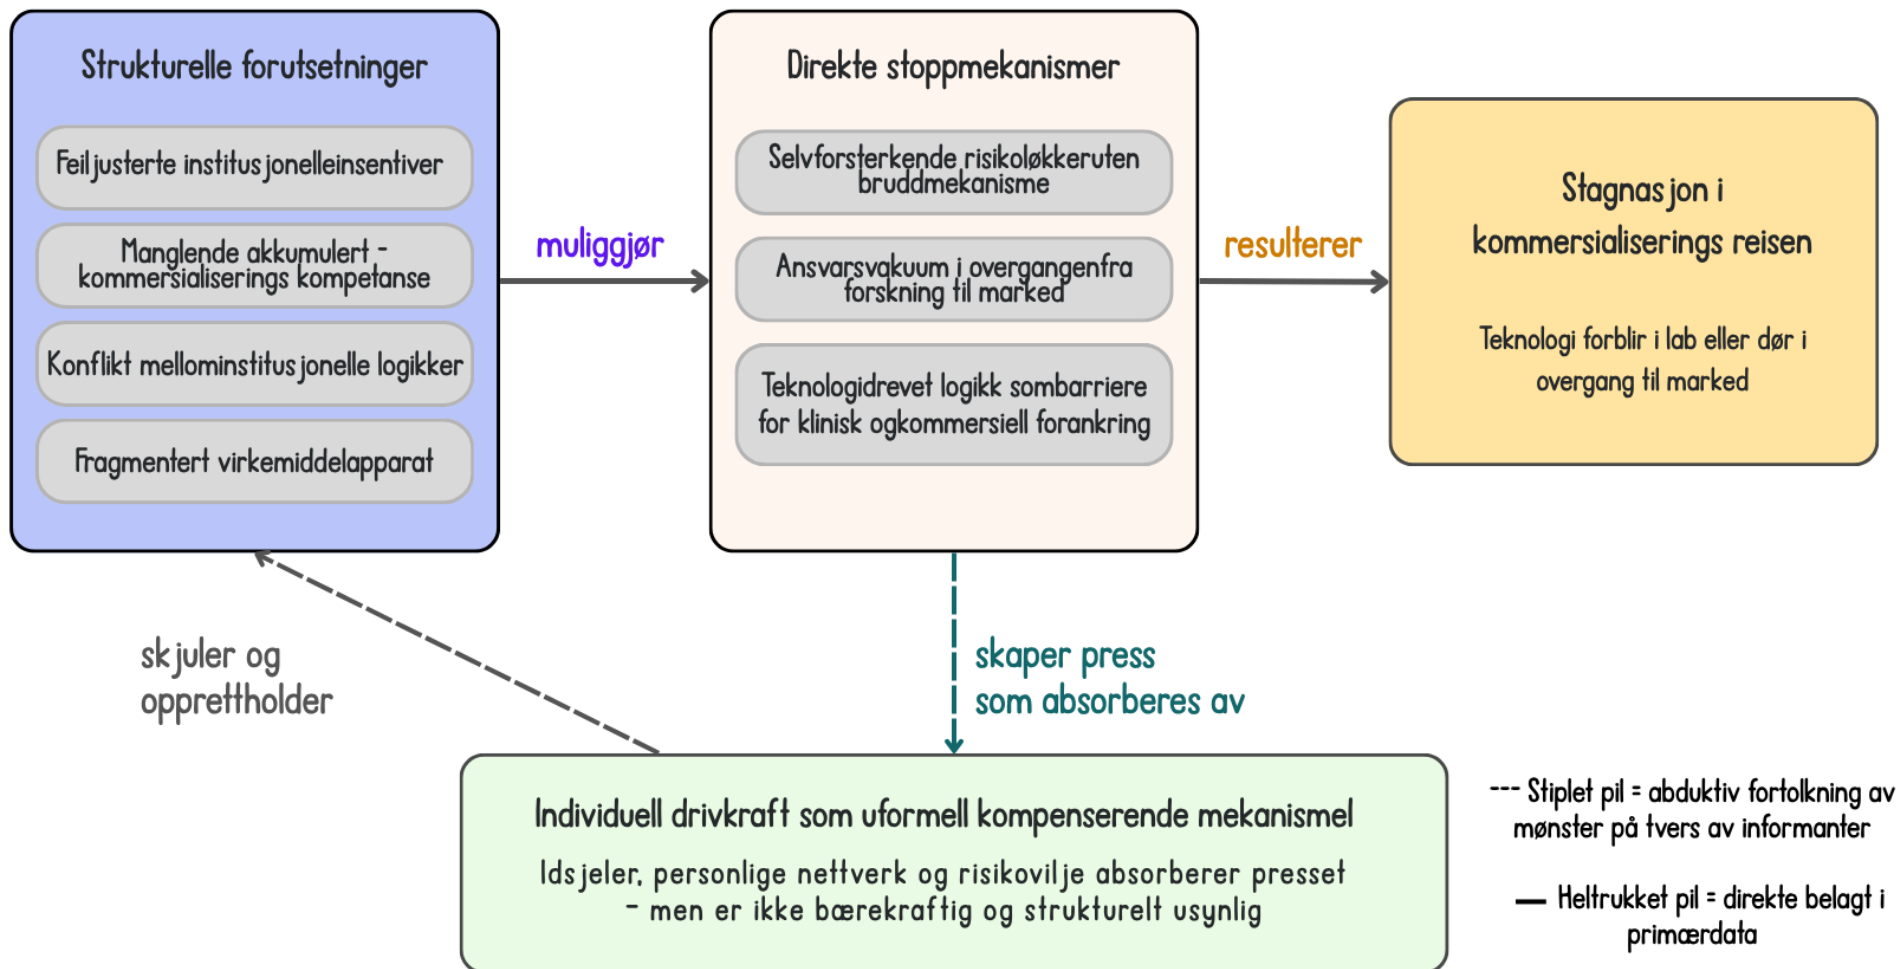 Strukturelle forutsetninger
Feiljusterte institusjonelleinsentiver
Manglende akkumulert -
kommersialiserings kompetanse
Konflikt mellominstitusjonelle logikker
Fragmentert virkemiddelapparat
muliggjør
Direkte stoppmekanismer
Selvforsterkende risikoløkkeruten
bruddmekanisme
Ansvarsvakuum i overgangenfra
forskning til marked
Teknologidrevet logikk sombarriere
for klinisk ogkommersiell forankring
resulterer
Stagnasjon i
kommersialiserings reisen
Teknologi forblir i lab eller dør i
overgang til marked
skjuler og
opprettholder
skaper press
som absorberes av
Individuell drivkraft som uformell kompenserende mekanismel
Idsjeler, personlige nettverk og risikovilje absorberer presset
- men er ikke bærekraftig og strukturelt usynlig
--- Stiplet pil = abduktiv fortolkning av
mønster på tvers av informanter
— Heltrukket pil = direkte belagt i
primærdata